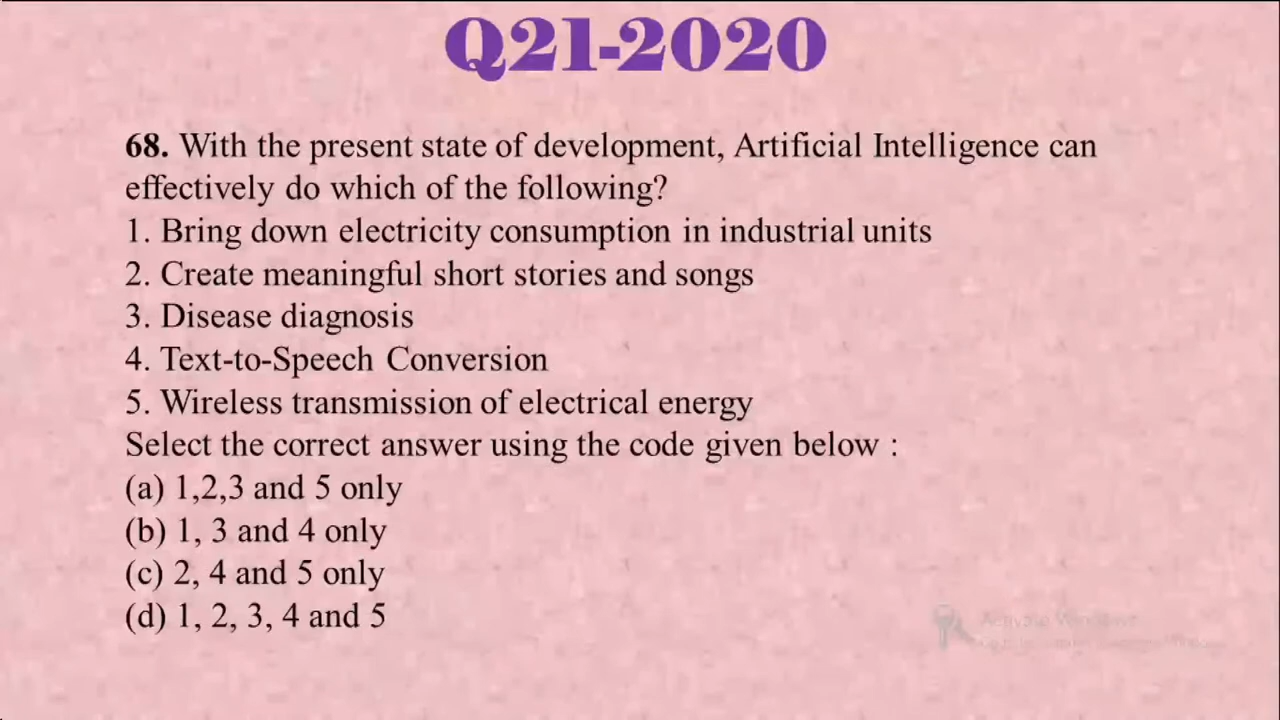 Q21-2020
68. With the present state of development, Artificial Intelligence can
effectively do which of the following?
1. Bring down electricity consumption in industrial units
2. Create meaningful short stories and songs
3. Disease diagnosis
4. Text-to-Speech Conversion
5. Wireless transmission of electrical energy
Select the correct answer using the code given below :
(a) 1,2,3 and 5 only
(b) 1, 3 and 4 only
(c) 2, 4 and 5 only
(d) 1, 2, 3, 4 and 5
Activate Windows